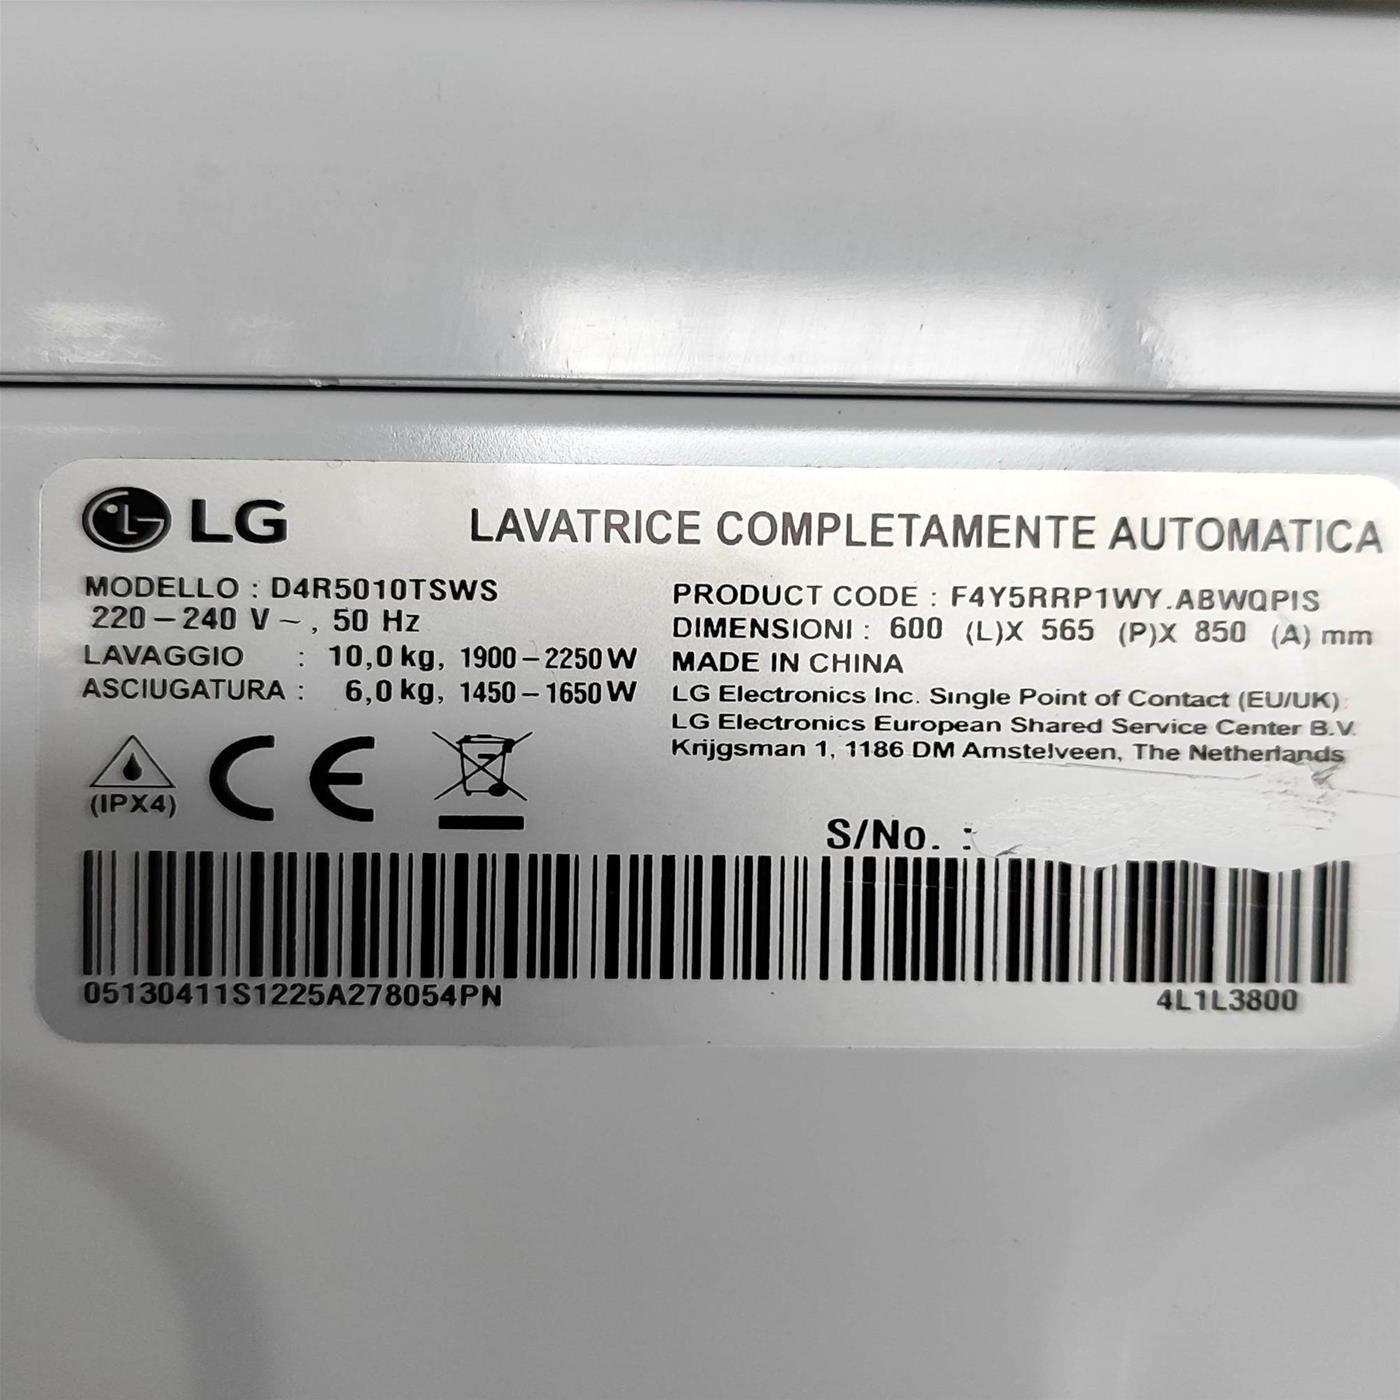 LG
LAVATRICE COMPLETAMENTE AUTOMATICA
MODELLO : D4R5010TSWS
220–240 V ~ , 50 Hz
LAVAGGIO : 10,0 kg, 1900–2250 W
ASCIUGATURA : 6,0 kg, 1450–1650 W
PRODUCT CODE : F4Y5RRP1WY.ABWQPIS
DIMENSIONI : 600 (L)X 565 (P)X 850 (A) mm
MADE IN CHINA
LG Electronics Inc. Single Point of Contact (EU/UK):
LG Electronics European Shared Service Center B.V.
Krijgsman 1, 1186 DM Amstelveen, The Netherlands
(IPX4)
CE
S/No. :
05130411S1225A278054PN
4L1L3800